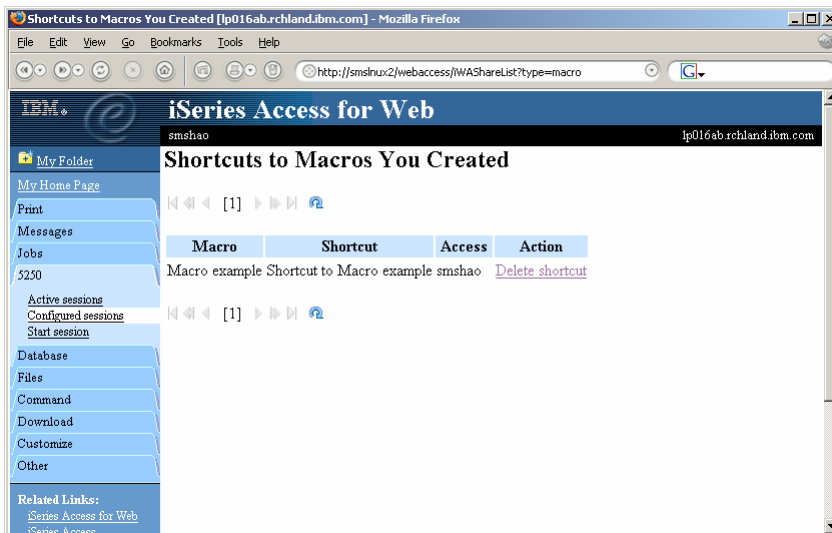 Shortcuts to Macros You Created [lp016ab.rchland.ibm.com] - Mozilla Firefox
File Edit View Go Bookmarks Tools Help
http://smslnux2/webaccess/iWAShareList?type=macro
G
IBM® e
iSeries Access for Web
smshao lp016ab.rchland.ibm.com
My Folder
My Home Page
Print
Messages
Jobs
5250
Active sessions
Configured sessions
Start session
Database
Files
Command
Download
Customize
Other
Related Links:
iSeries Access for Web
iSeries Access
Shortcuts to Macros You Created
[1]
Macro Shortcut Access Action
Macro example Shortcut to Macro example smshao Delete shortcut
[1]